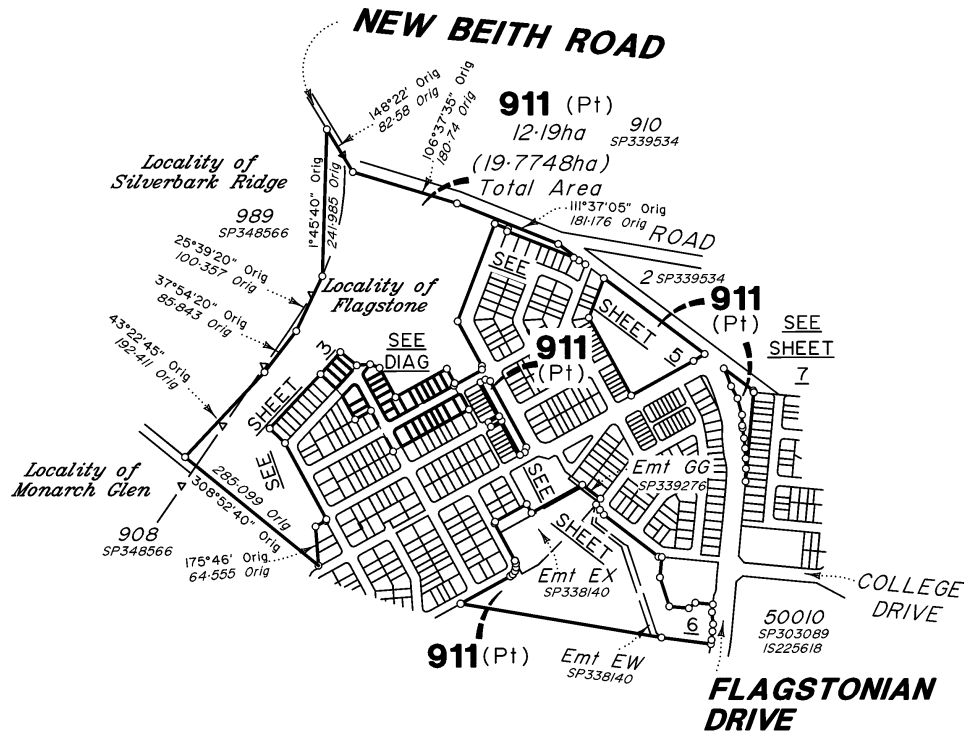 NEW BEITH ROAD
148°22' Orig
82·58 Orig
106°37'35" Orig
180·74 Orig
911 (Pt)
12·19ha
(19·7748ha)
Total Area
910
SP339534
Locality of
Silverbark Ridge
989
SP348566
1°45'40" Orig
241·985 Orig
111°37'05" Orig
181·176 Orig
ROAD
2 SP339534
25°39'20" Orig
100·357 Orig
37°54'20" Orig
85·843 Orig
43°22'45" Orig
192·411 Orig
Locality of
Flagstone
SEE
SHEET
5
911
(Pt)
SEE
SHEET
7
SEE
DIAG
911
(Pt)
SEE
SHEET
3
Locality of
Monarch Glen
285·099 Orig
308°52'40" Orig
908
SP348566
175°46' Orig
64·555 Orig
Emt GG
SP339276
SEE
SHEET
6
Emt EX
SP338140
911 (Pt)
Emt EW
SP338140
COLLEGE
DRIVE
50010
SP303089
IS225618
FLAGSTONIAN
DRIVE